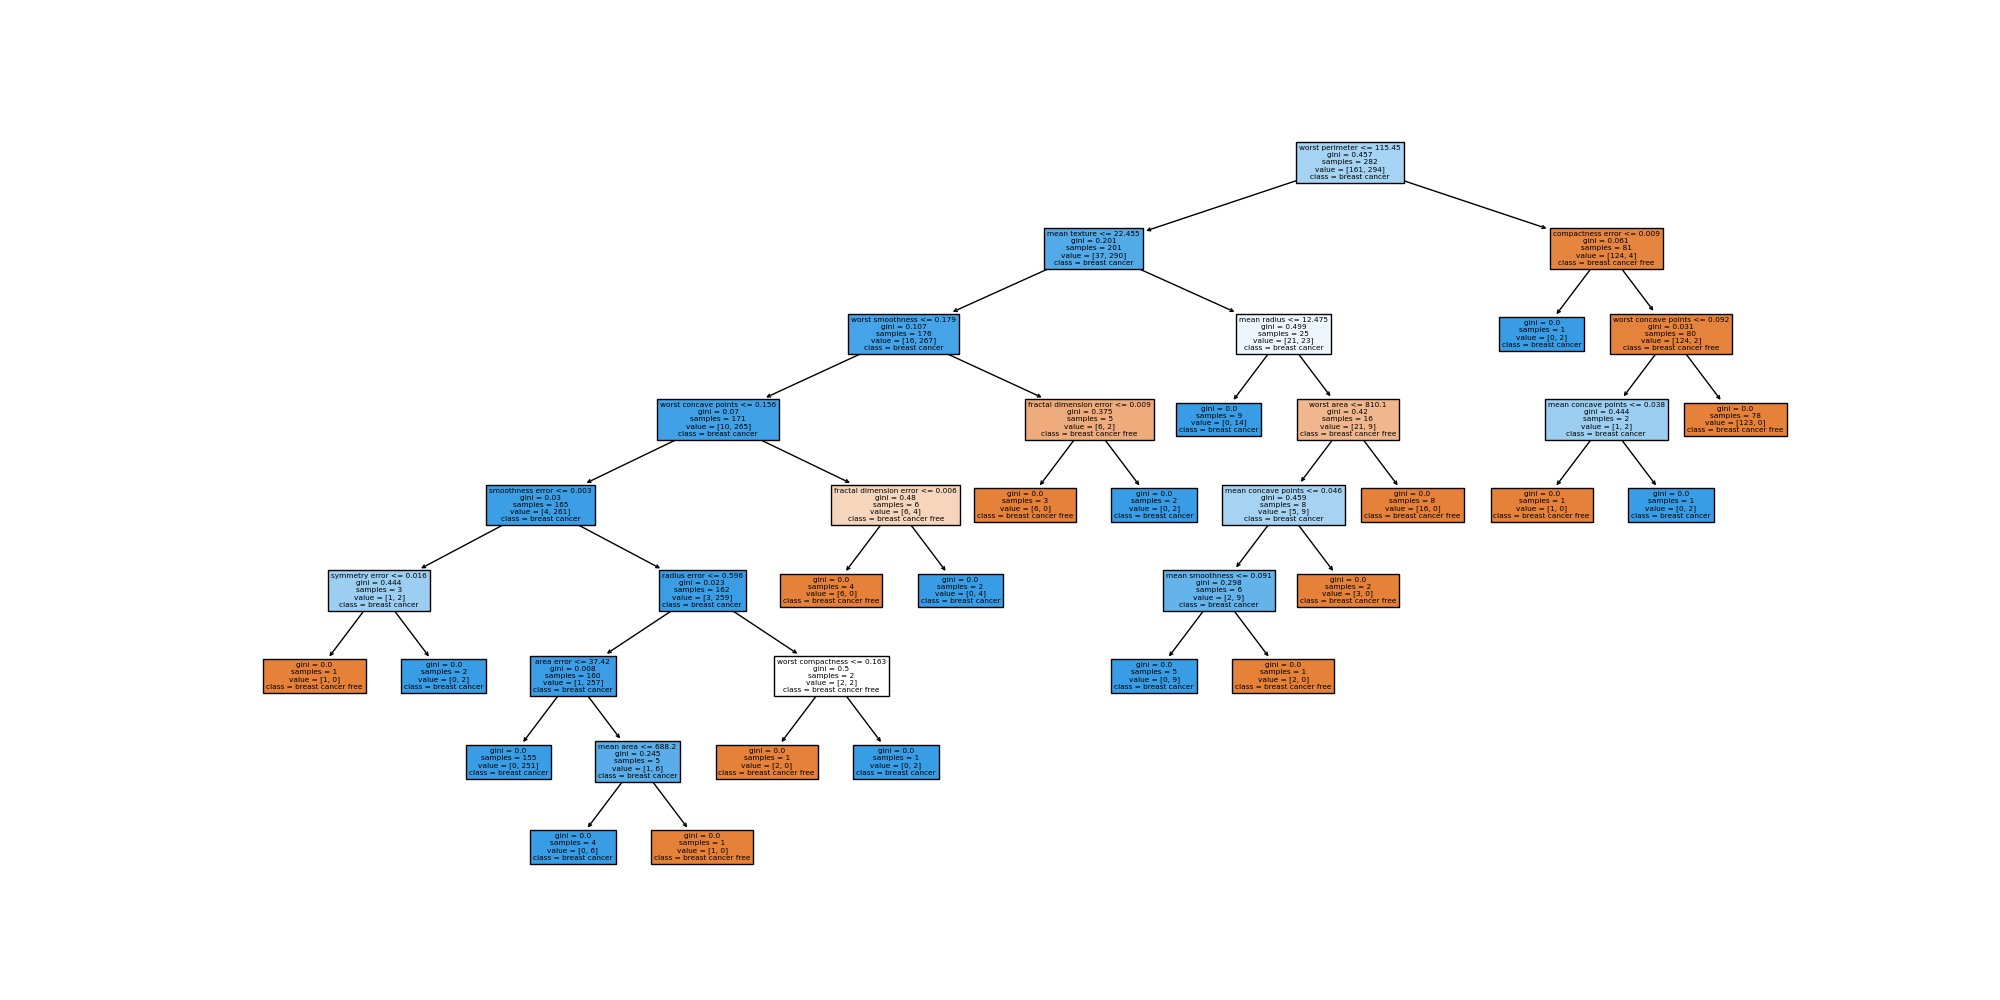 worst perimeter <= 115.45
gini = 0.457
samples = 282
value = [161, 294]
class = breast cancer
mean texture <= 22.455
gini = 0.201
samples = 201
value = [37, 290]
class = breast cancer
compactness error <= 0.009
gini = 0.061
samples = 81
value = [124, 4]
class = breast cancer free
worst smoothness <= 0.179
gini = 0.107
samples = 176
value = [16, 267]
class = breast cancer
mean radius <= 12.475
gini = 0.499
samples = 25
value = [21, 23]
class = breast cancer
gini = 0.0
samples = 1
value = [0, 2]
class = breast cancer
worst concave points <= 0.092
gini = 0.031
samples = 80
value = [124, 2]
class = breast cancer free
worst concave points <= 0.156
gini = 0.07
samples = 171
value = [10, 265]
class = breast cancer
fractal dimension error <= 0.009
gini = 0.375
samples = 5
value = [6, 2]
class = breast cancer free
gini = 0.0
samples = 9
value = [0, 14]
class = breast cancer
worst area <= 810.1
gini = 0.42
samples = 16
value = [21, 9]
class = breast cancer free
mean concave points <= 0.038
gini = 0.444
samples = 2
value = [1, 2]
class = breast cancer
gini = 0.0
samples = 78
value = [123, 0]
class = breast cancer free
smoothness error <= 0.003
gini = 0.03
samples = 165
value = [4, 261]
class = breast cancer
fractal dimension error <= 0.006
gini = 0.48
samples = 6
value = [6, 4]
class = breast cancer free
gini = 0.0
samples = 3
value = [6, 0]
class = breast cancer free
gini = 0.0
samples = 2
value = [0, 2]
class = breast cancer
mean concave points <= 0.046
gini = 0.459
samples = 8
value = [5, 9]
class = breast cancer
gini = 0.0
samples = 8
value = [16, 0]
class = breast cancer free
gini = 0.0
samples = 1
value = [1, 0]
class = breast cancer free
gini = 0.0
samples = 1
value = [0, 2]
class = breast cancer
symmetry error <= 0.016
gini = 0.444
samples = 3
value = [1, 2]
class = breast cancer
radius error <= 0.596
gini = 0.023
samples = 162
value = [3, 259]
class = breast cancer
gini = 0.0
samples = 4
value = [6, 0]
class = breast cancer free
gini = 0.0
samples = 2
value = [0, 4]
class = breast cancer
mean smoothness <= 0.091
gini = 0.298
samples = 6
value = [2, 9]
class = breast cancer
gini = 0.0
samples = 2
value = [3, 0]
class = breast cancer free
gini = 0.0
samples = 1
value = [1, 0]
class = breast cancer free
gini = 0.0
samples = 2
value = [0, 2]
class = breast cancer
area error <= 37.42
gini = 0.008
samples = 160
value = [1, 257]
class = breast cancer
worst compactness <= 0.163
gini = 0.5
samples = 2
value = [2, 2]
class = breast cancer free
gini = 0.0
samples = 5
value = [0, 9]
class = breast cancer
gini = 0.0
samples = 1
value = [2, 0]
class = breast cancer free
gini = 0.0
samples = 155
value = [0, 251]
class = breast cancer
mean area <= 688.2
gini = 0.245
samples = 5
value = [1, 6]
class = breast cancer
gini = 0.0
samples = 1
value = [2, 0]
class = breast cancer free
gini = 0.0
samples = 1
value = [0, 2]
class = breast cancer
gini = 0.0
samples = 4
value = [0, 6]
class = breast cancer
gini = 0.0
samples = 1
value = [1, 0]
class = breast cancer free